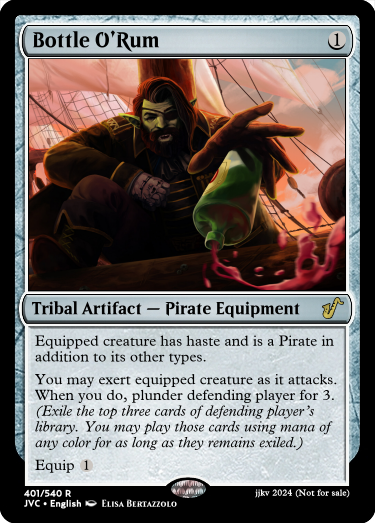 Bottle O'Rum 1
Tribal Artifact — Pirate Equipment
Equipped creature has haste and is a Pirate in
addition to its other types.
You may exert equipped creature as it attacks.
When you do, plunder defending player for 3.
(Exile the top three cards of defending player's
library. You may play those cards using mana of
any color for as long as they remains exiled.)
Equip 1
401/540 R
JVC • English Elisa Bertazzolo
jjkv 2024 (Not for sale)